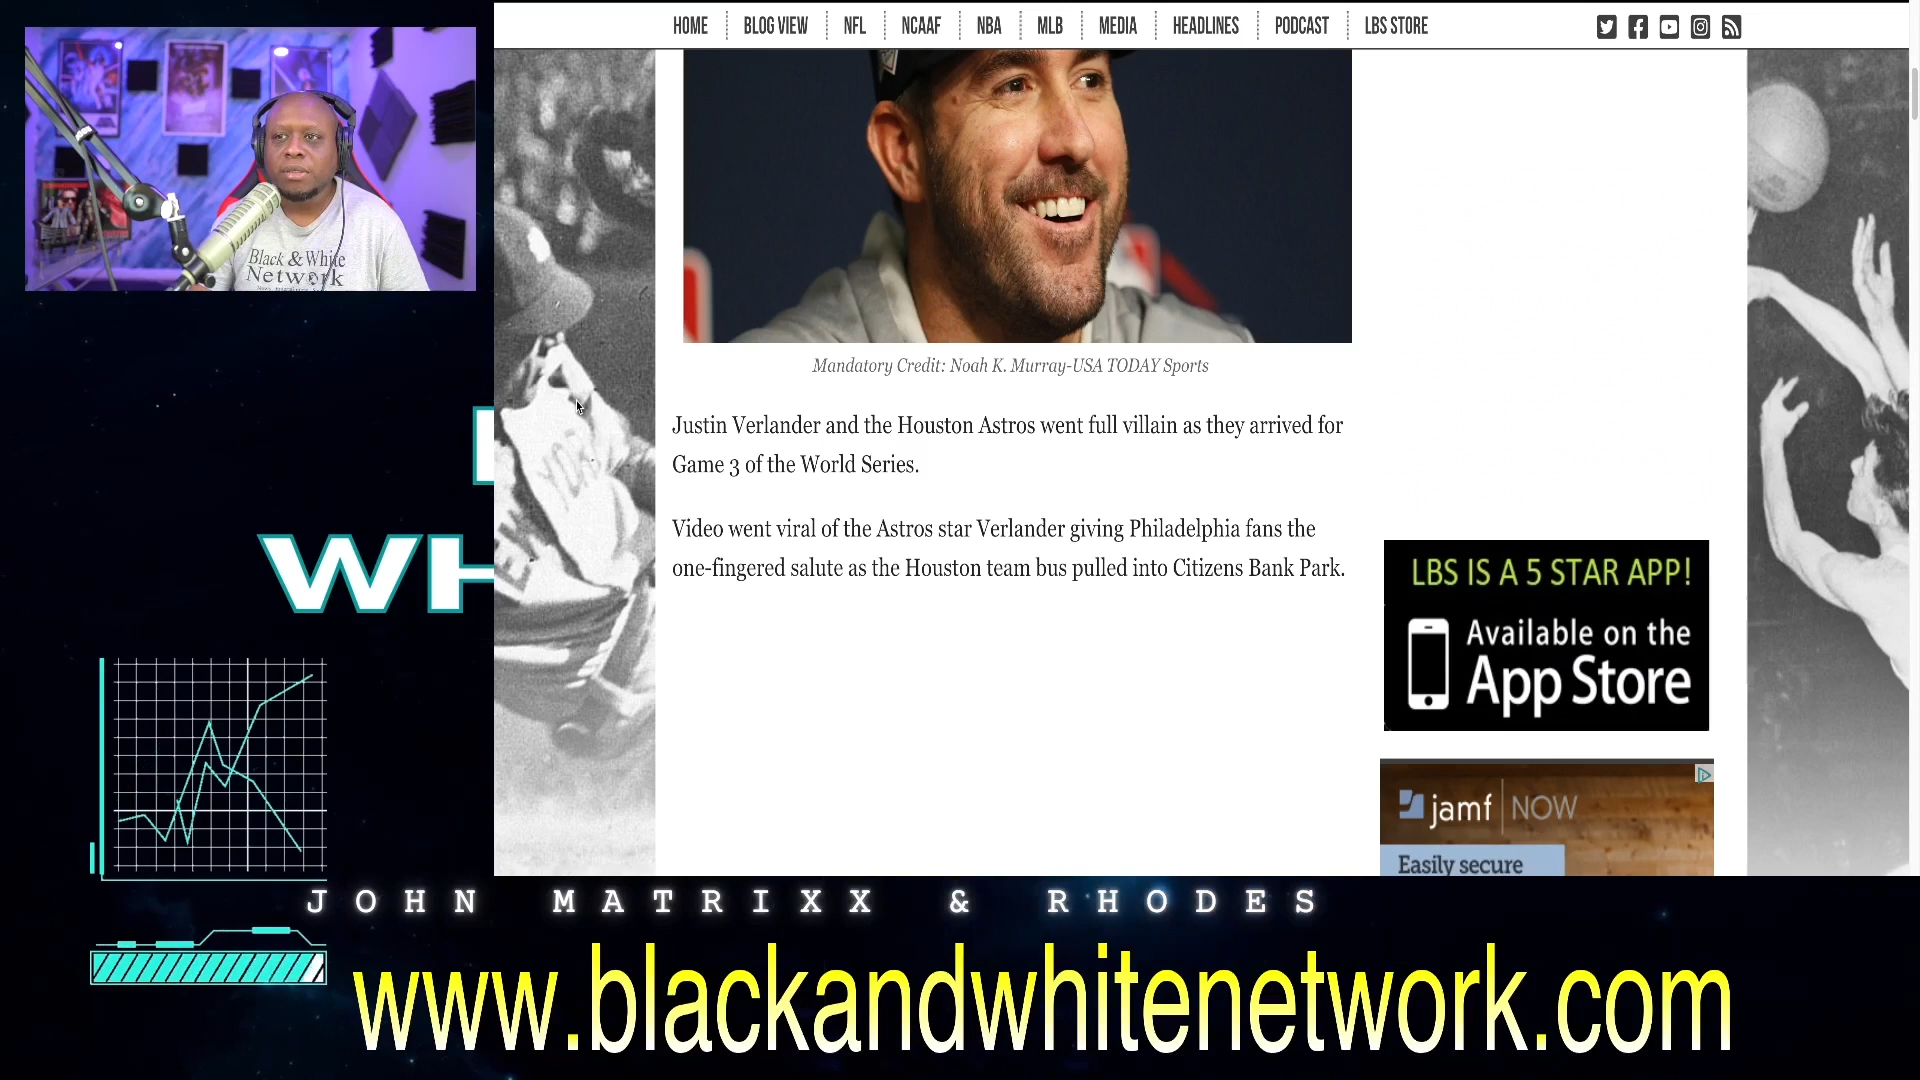 HOME
BLOG VIEW
NFL
NCAAF
NBA
MLB
MEDIA
HEADLINES
PODCAST
LBS STORE
Black & White
Network
Mandatory Credit: Noah K. Murray-USA TODAY Sports
Justin Verlander and the Houston Astros went full villain as they arrived for
Game 3 of the World Series.
Video went viral of the Astros star Verlander giving Philadelphia fans the
one-fingered salute as the Houston team bus pulled into Citizens Bank Park.
WH
LBS IS A 5 STAR APP!
Available on the
App Store
jamf | NOW
Easily secure
JOHN MATRIXX & RHODES
www.blackandwhitenetwork.com